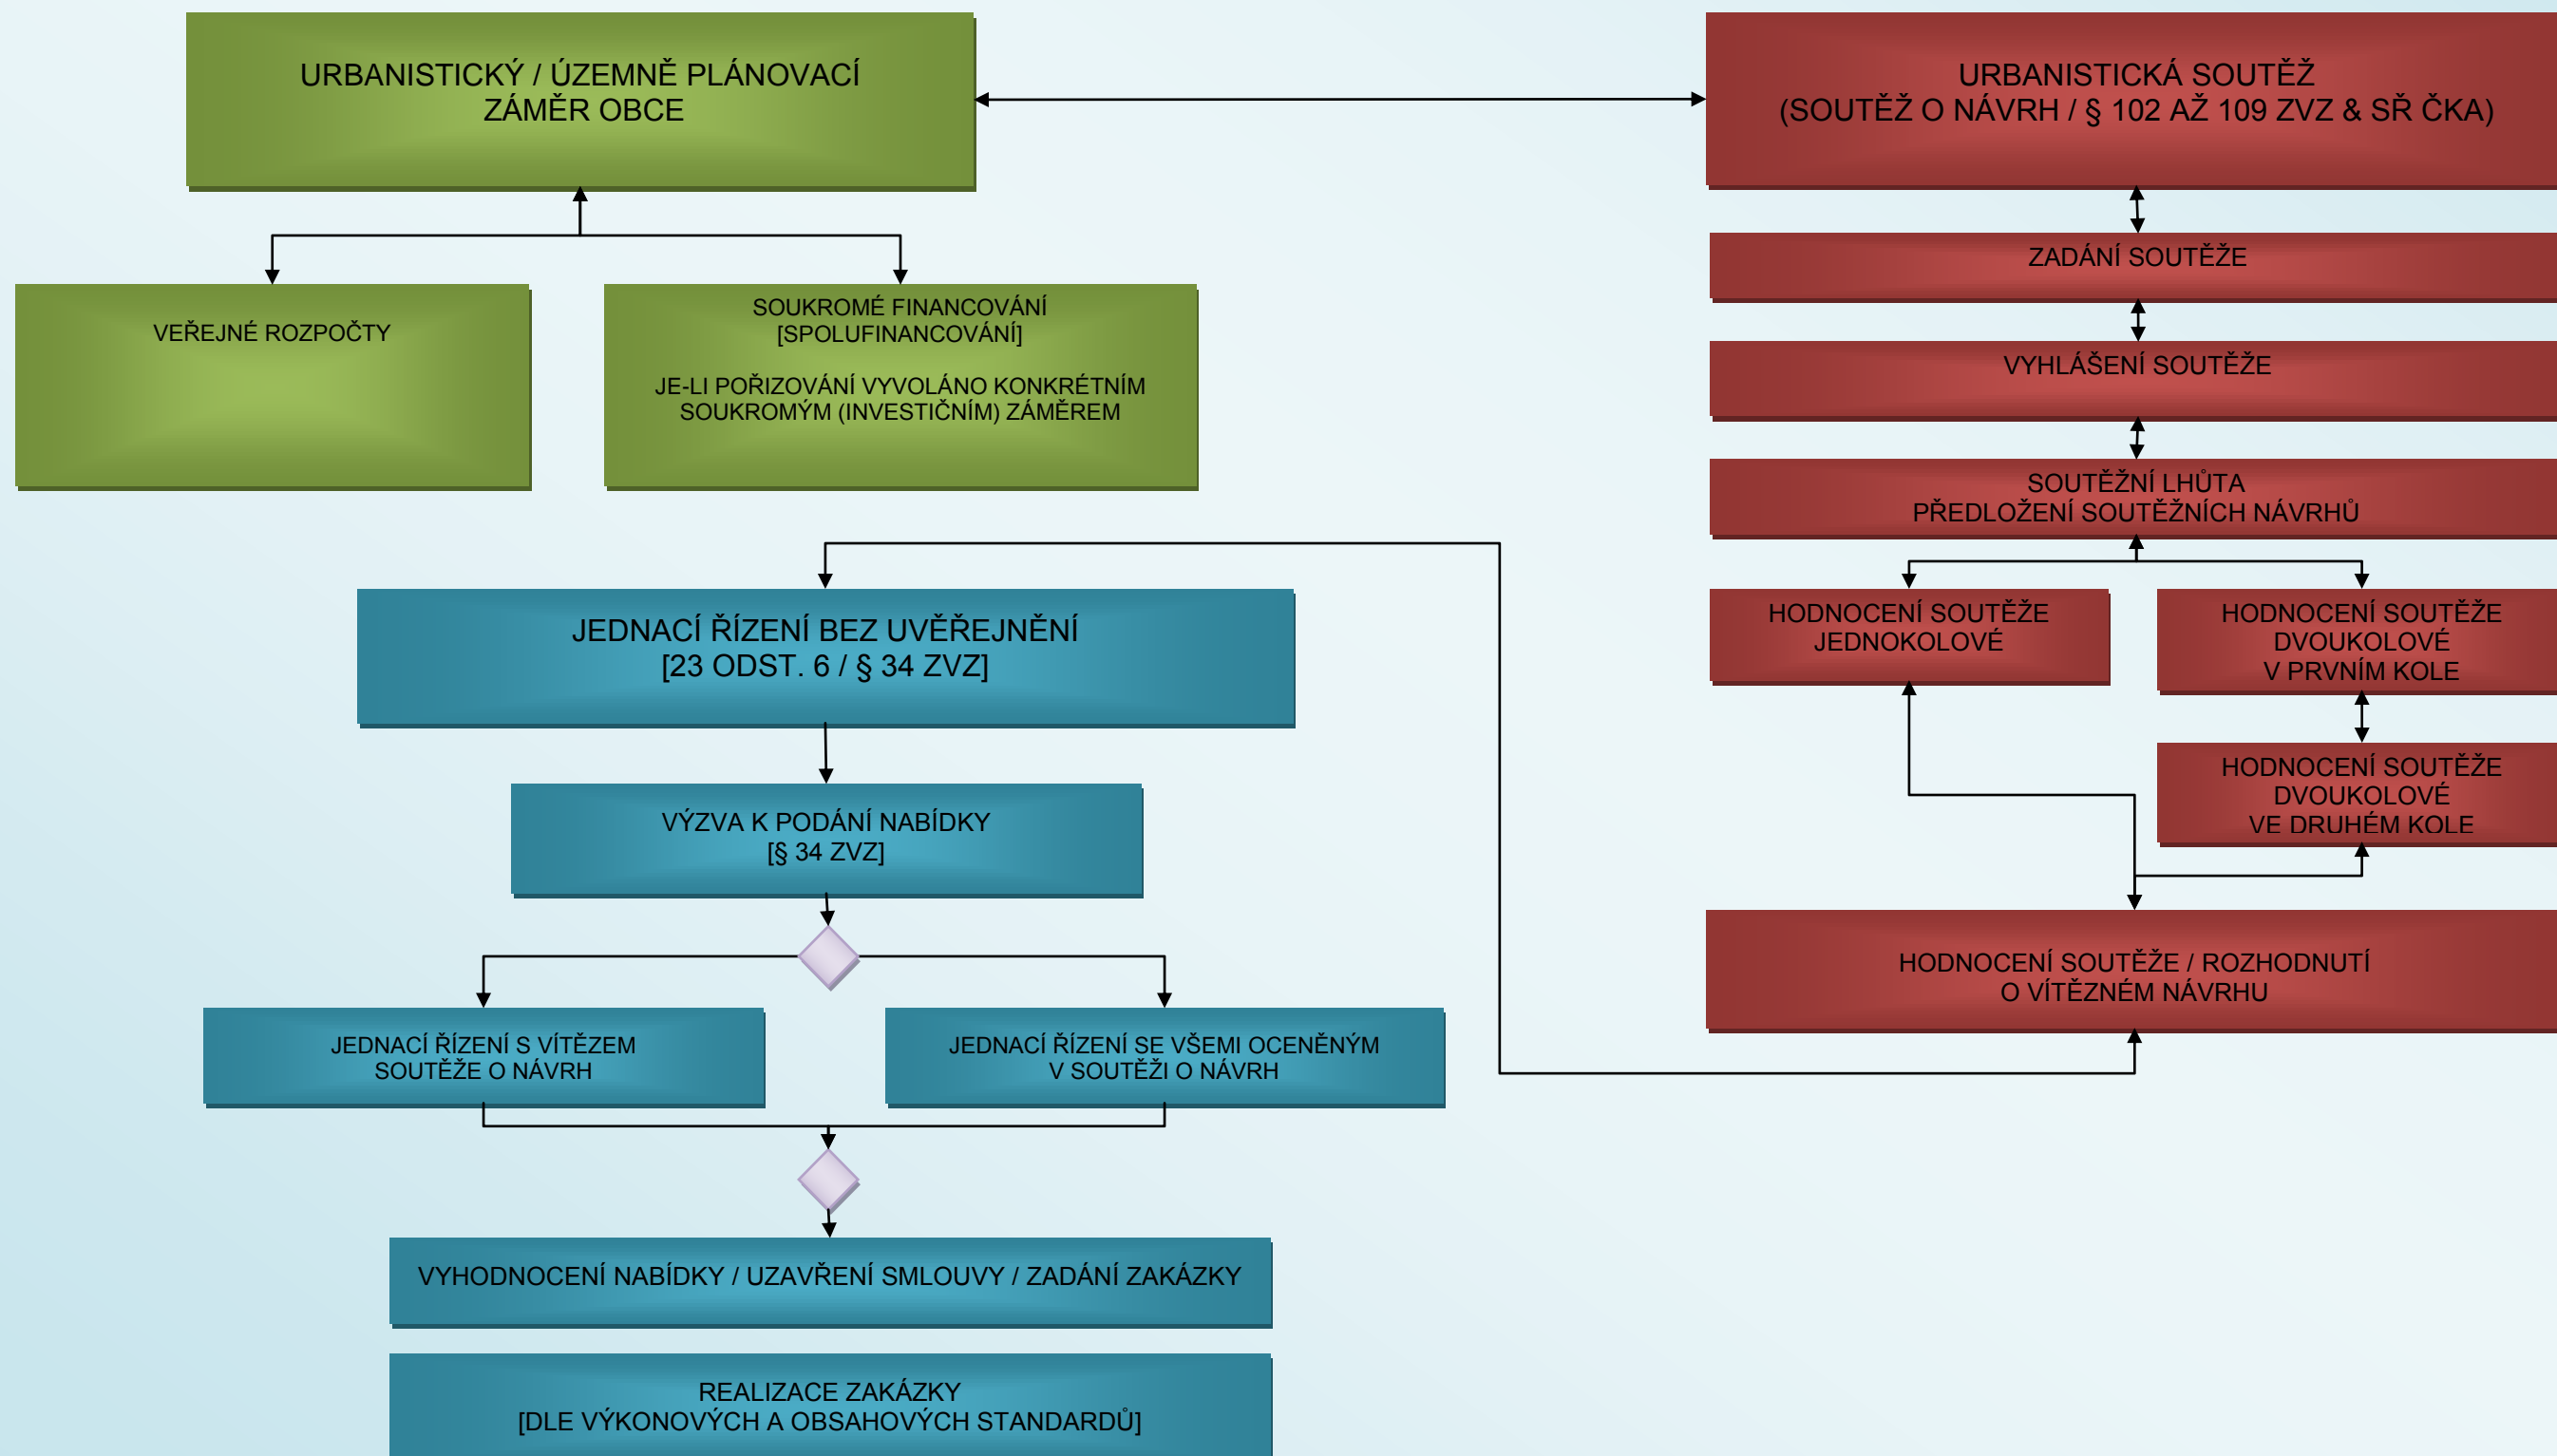 URBANISTICKÝ / ÚZEMNĚ PLÁNOVACÍ
ZÁMĚR OBCE
VEŘEJNÉ ROZPOČTY
SOUKROMÉ FINANCOVÁNÍ
[SPOLUFINANCOVÁNÍ]
JE-LI POŘIZOVÁNÍ VYVOLÁNO KONKRÉTNÍM
SOUKROMÝM (INVESTIČNÍM) ZÁMĚREM
URBANISTICKÁ SOUTĚŽ
(SOUTĚŽ O NÁVRH / § 102 AŽ 109 ZVZ & SŘ ČKA)
ZADÁNÍ SOUTĚŽE
VYHLÁŠENÍ SOUTĚŽE
SOUTĚŽNÍ LHŮTA
PŘEDLOŽENÍ SOUTĚŽNÍCH NÁVRHŮ
HODNOCENÍ SOUTĚŽE
JEDNOKOLOVÉ
HODNOCENÍ SOUTĚŽE
DVOUKOLOVÉ
V PRVNÍM KOLE
HODNOCENÍ SOUTĚŽE
DVOUKOLOVÉ
VE DRUHÉM KOLE
HODNOCENÍ SOUTĚŽE / ROZHODNUTÍ
O VÍTĚZNÉM NÁVRHU
JEDNACÍ ŘÍZENÍ BEZ UVĚŘEJNĚNÍ
[23 ODST. 6 / § 34 ZVZ]
VÝZVA K PODÁNÍ NABÍDKY
[§ 34 ZVZ]
JEDNACÍ ŘÍZENÍ S VÍTĚZEM
SOUTĚŽE O NÁVRH
JEDNACÍ ŘÍZENÍ SE VŠEMI OCENĚNÝM
V SOUTĚŽI O NÁVRH
VYHODNOCENÍ NABÍDKY / UZAVŘENÍ SMLOUVY / ZADÁNÍ ZAKÁZKY
REALIZACE ZAKÁZKY
[DLE VÝKONOVÝCH A OBSAHOVÝCH STANDARDŮ]